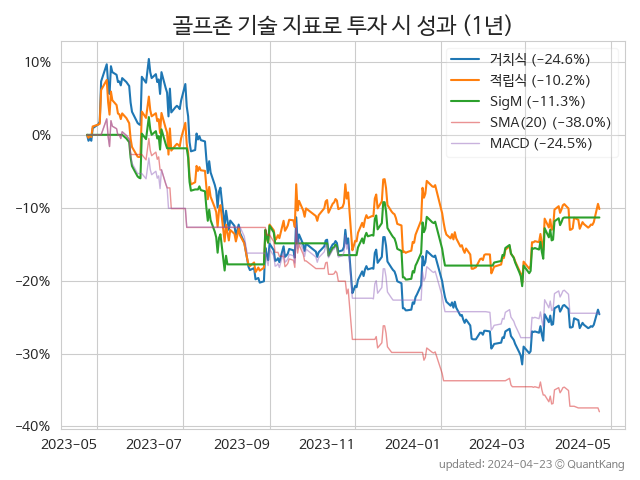 골프존 기술 지표로 투자 시 성과 (1년)
거치식 (−24.6%)
적립식 (−10.2%)
SigM (−11.3%)
SMA(20) (−38.0%)
MACD (−24.5%)
10%
0%
−10%
−20%
−30%
−40%
2023-05 2023-07 2023-09 2023-11 2024-01 2024-03 2024-05
updated: 2024-04-23 © QuantKang